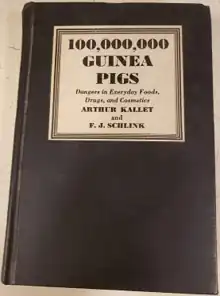 100,000,000
GUINEA
PIGS
Dangers in Everyday Foods,
Drugs, and Cosmetics
ARTHUR KALLET
and
F. J. SCHLINK